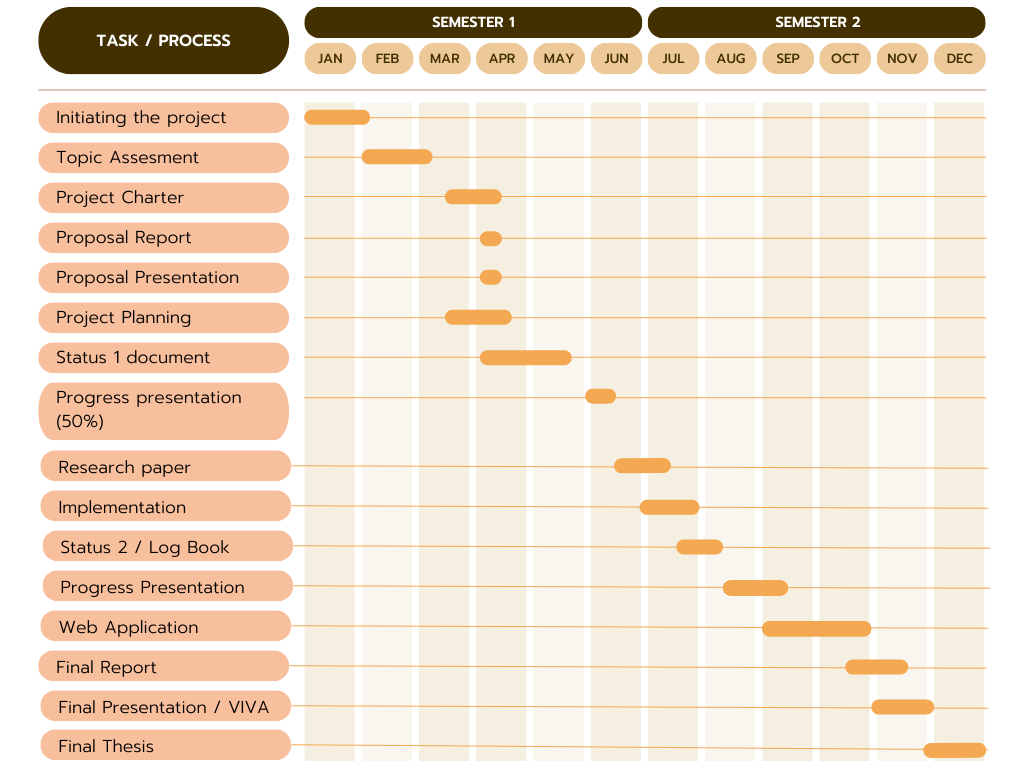 TASK / PROCESS
SEMESTER 1
SEMESTER 2
JAN
FEB
MAR
APR
MAY
JUN
JUL
AUG
SEP
OCT
NOV
DEC
Initiating the project
Topic Assesment
Project Charter
Proposal Report
Proposal Presentation
Project Planning
Status 1 document
Progress presentation
(50%)
Research paper
Implementation
Status 2 / Log Book
Progress Presentation
Web Application
Final Report
Final Presentation / VIVA
Final Thesis